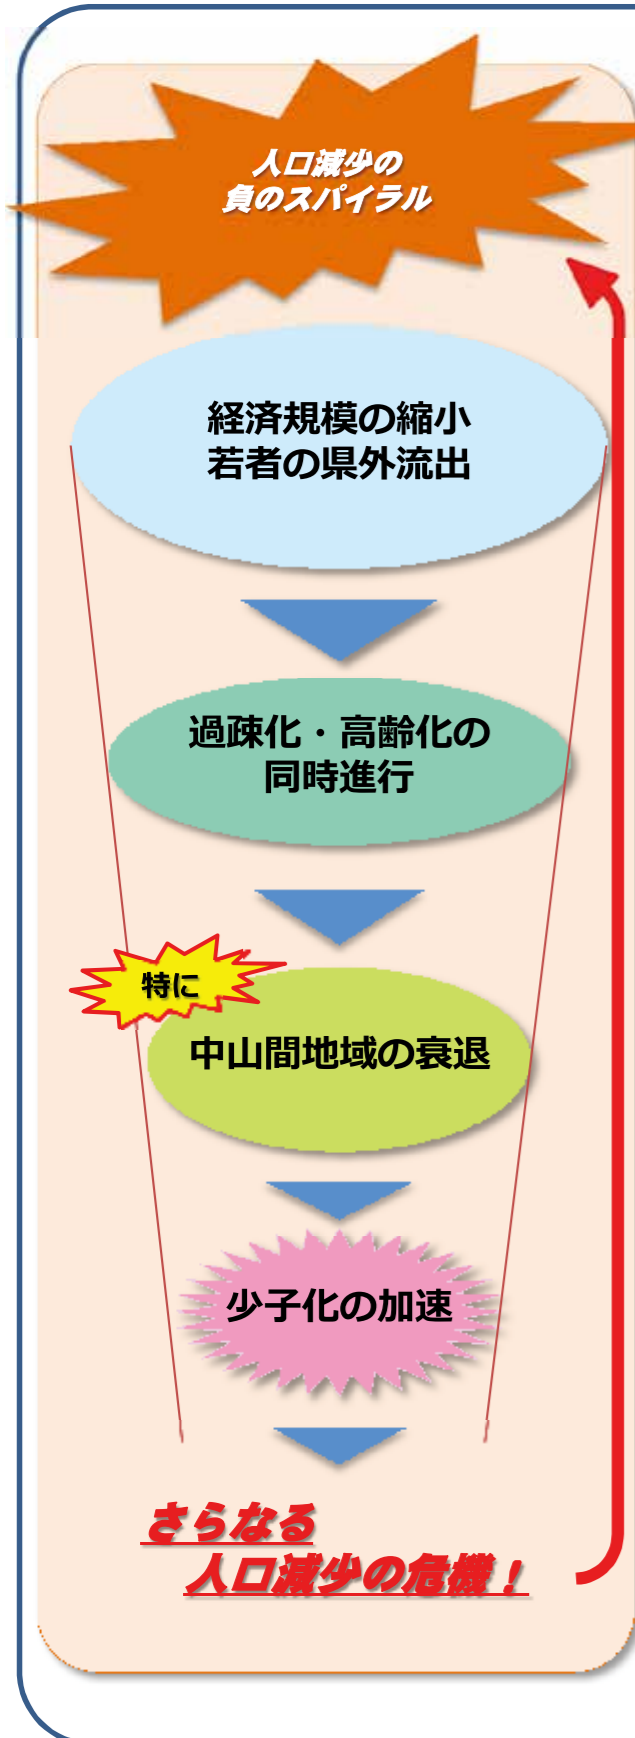 人口減少の
負のスパイラル
経済規模の縮小
若者の県外流出
過疎化・高齢化の
同時進行
特に
中山間地域の衰退
少子化の加速
さらなる
人口減少の危機！